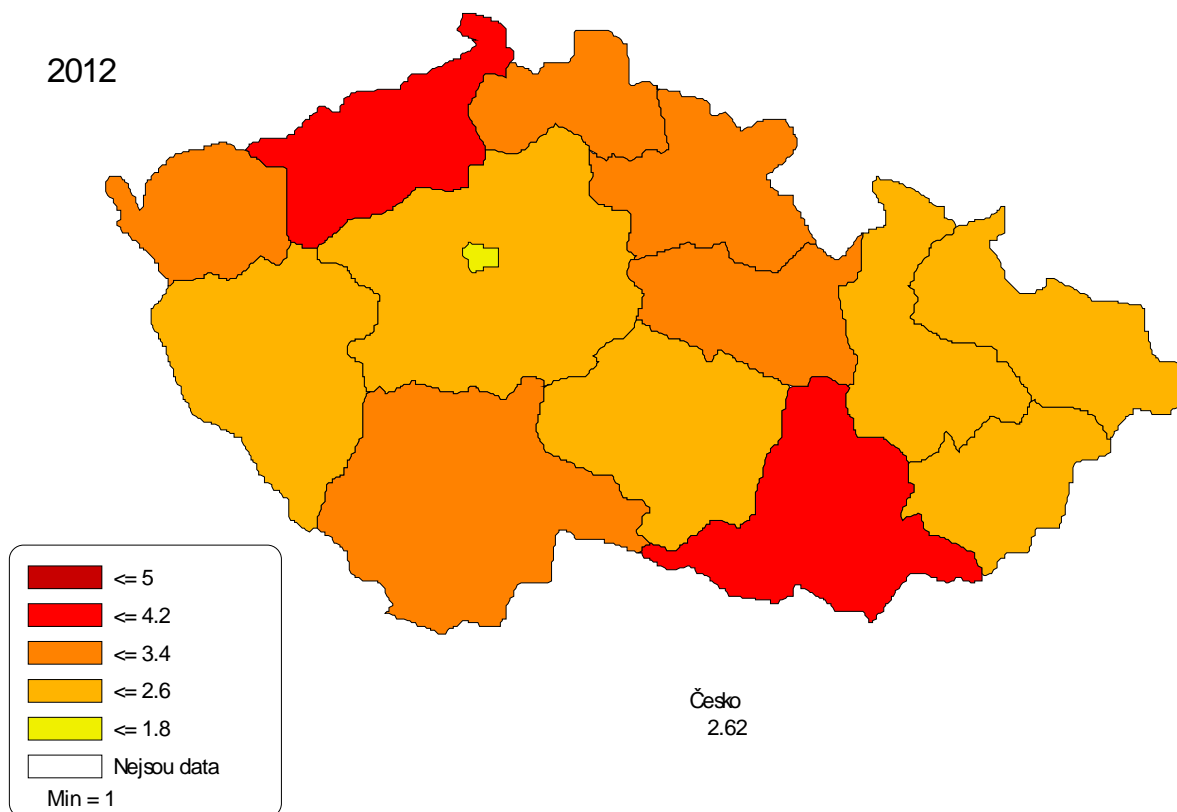 2012
<= 5
<= 4.2
<= 3.4
<= 2.6
<= 1.8
Nejsou data
Min = 1
Česko
2.62